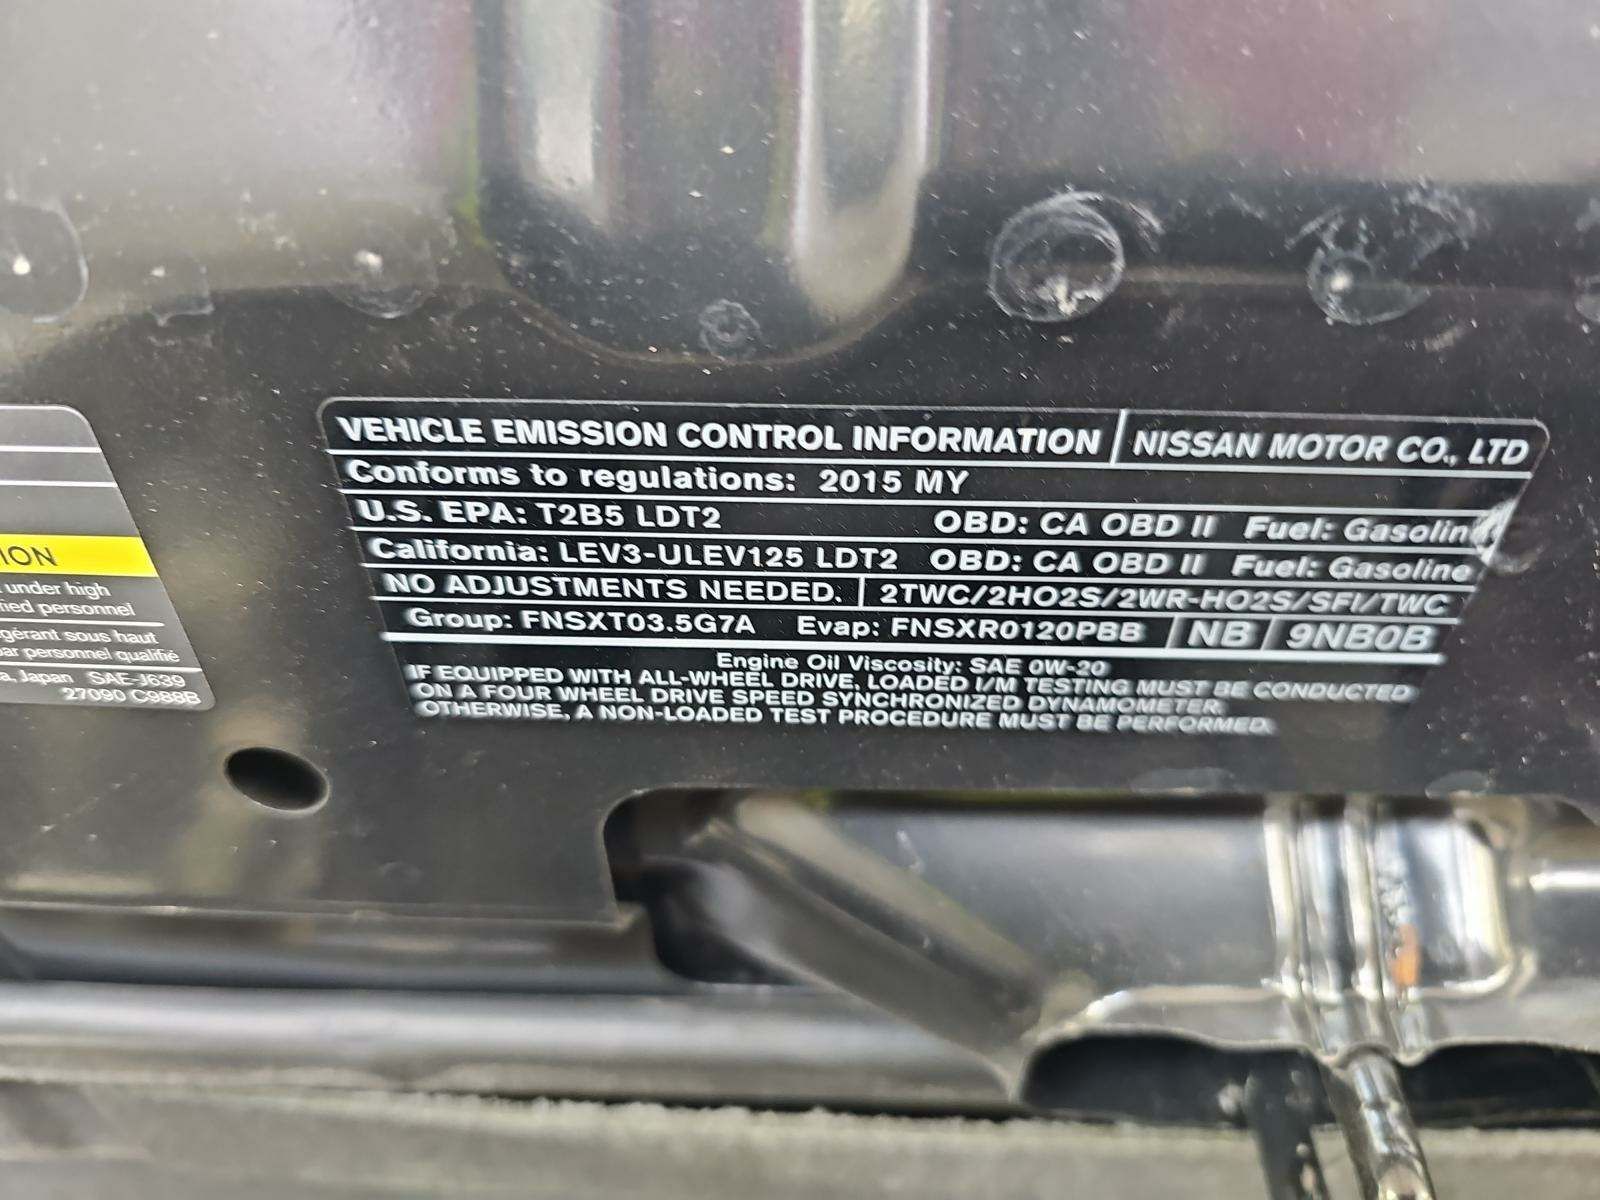 VEHICLE EMISSION CONTROL INFORMATION NISSAN MOTOR CO., LTD
Conforms to regulations: 2015 MY
U.S. EPA: T2B5 LDT2 OBD: CA OBD II Fuel: Gasoline
California: LEV3-ULEV125 LDT2 OBD: CA OBD II Fuel: Gasoline
NO ADJUSTMENTS NEEDED. 2TWC/2HO2S/2WR-HO2S/SFI/TWC
Group: FNSXT03.5G7A Evap: FNSXR0120PBB NB 9NB0B
Engine Oil Viscosity: SAE 0W-20
IF EQUIPPED WITH ALL-WHEEL DRIVE, LOADED I/M TESTING MUST BE CONDUCTED
ON A FOUR WHEEL DRIVE SPEED SYNCHRONIZED DYNAMOMETER.
OTHERWISE, A NON-LOADED TEST PROCEDURE MUST BE PERFORMED.
ION
under high
fied personnel
rgérant sous haut
par personnel qualifié
a, Japan SAE-J639
27090 C988B